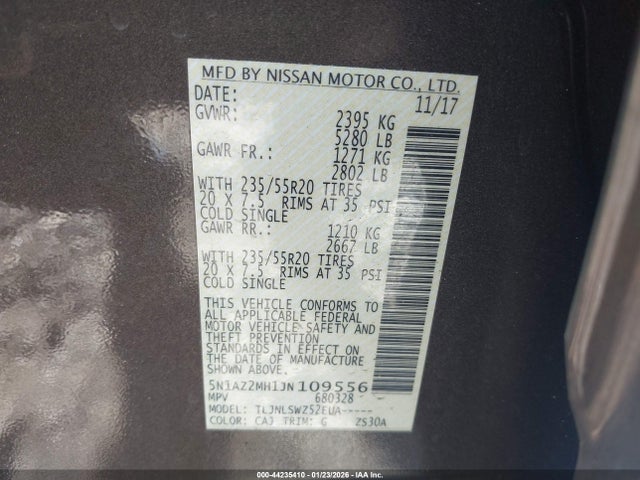 MFD BY NISSAN MOTOR CO., LTD.
DATE: 11/17
GVWR: 2395 KG
5280 LB
GAWR FR.: 1271 KG
2802 LB
WITH 235/55R20 TIRES
20 X 7.5 RIMS AT 35 PSI
COLD SINGLE
GAWR RR.: 1210 KG
2667 LB
WITH 235/55R20 TIRES
20 X 7.5 RIMS AT 35 PSI
COLD SINGLE
THIS VEHICLE CONFORMS TO
ALL APPLICABLE FEDERAL
MOTOR VEHICLE SAFETY AND
THEFT PREVENTION
STANDARDS IN EFFECT ON
THE DATE OF MANUFACTURE
SHOWN ABOVE.
5N1AZ2MH1JN109556
MPV 680328
MODEL: TLJNLSWZ52EUA-----
COLOR: CAJ TRIM: G ZS30A
000-44235410 - 01/23/2026 - IAAI.COM